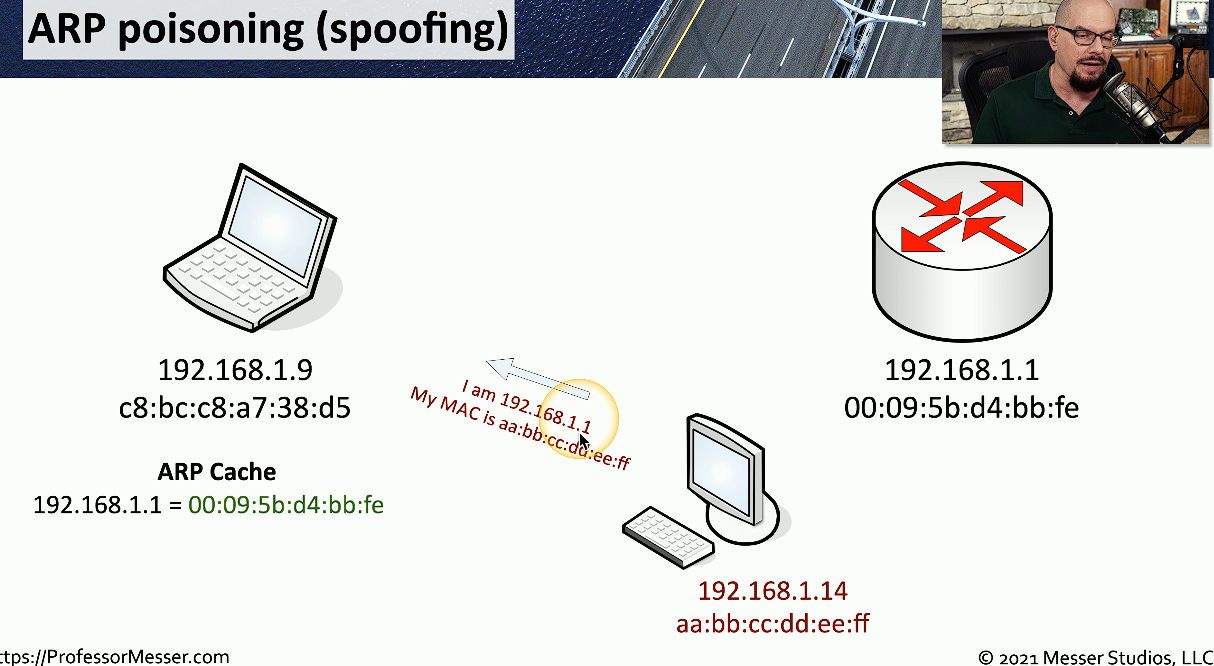 ARP poisoning (spoofing)
192.168.1.9
c8:bc:c8:a7:38:d5
ARP Cache
192.168.1.1 = 00:09:5b:d4:bb:fe
I am 192.168.1.1
My MAC is aa:bb:cc:dd:ee:ff
192.168.1.1
00:09:5b:d4:bb:fe
192.168.1.14
aa:bb:cc:dd:ee:ff
ttps://ProfessorMesser.com
© 2021 Messer Studios, LLC